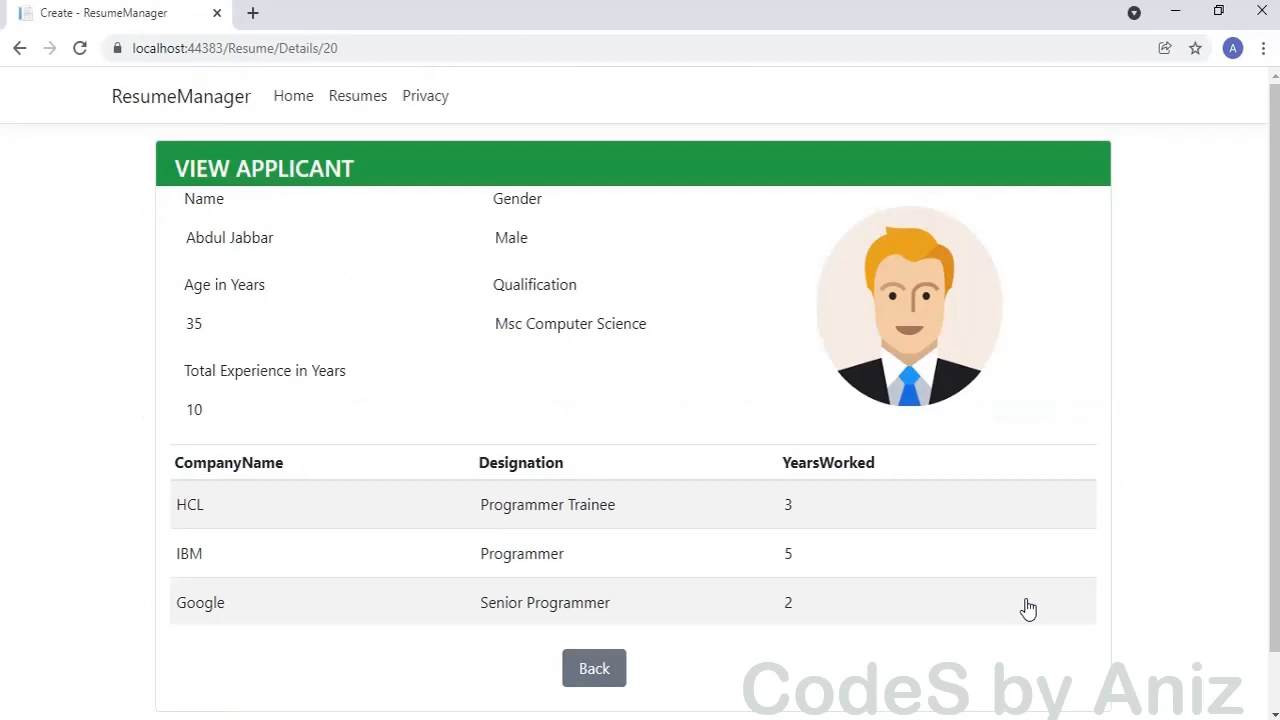 Create - ResumeManager
localhost:44383/Resume/Details/20
A
ResumeManager Home Resumes Privacy
VIEW APPLICANT
Name Gender
Abdul Jabbar Male
Age in Years Qualification
35 Msc Computer Science
Total Experience in Years
10
CompanyName Designation YearsWorked
HCL Programmer Trainee 3
IBM Programmer 5
Google Senior Programmer 2
Back
CodeS by Aniz